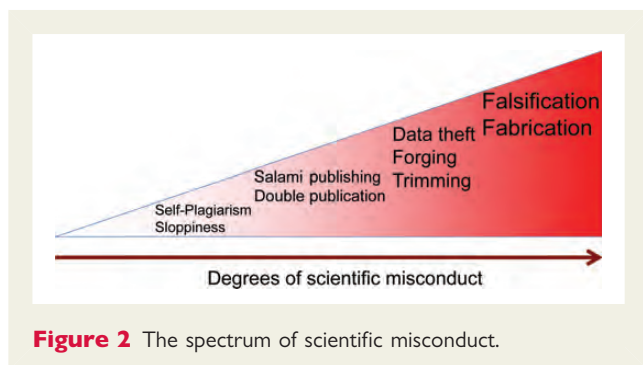 Falsification
Fabrication
Data theft
Forging
Trimming
Salami publishing
Double publication
Self-Plagiarism
Sloppiness
Degrees of scientific misconduct
Figure 2 The spectrum of scientific misconduct.